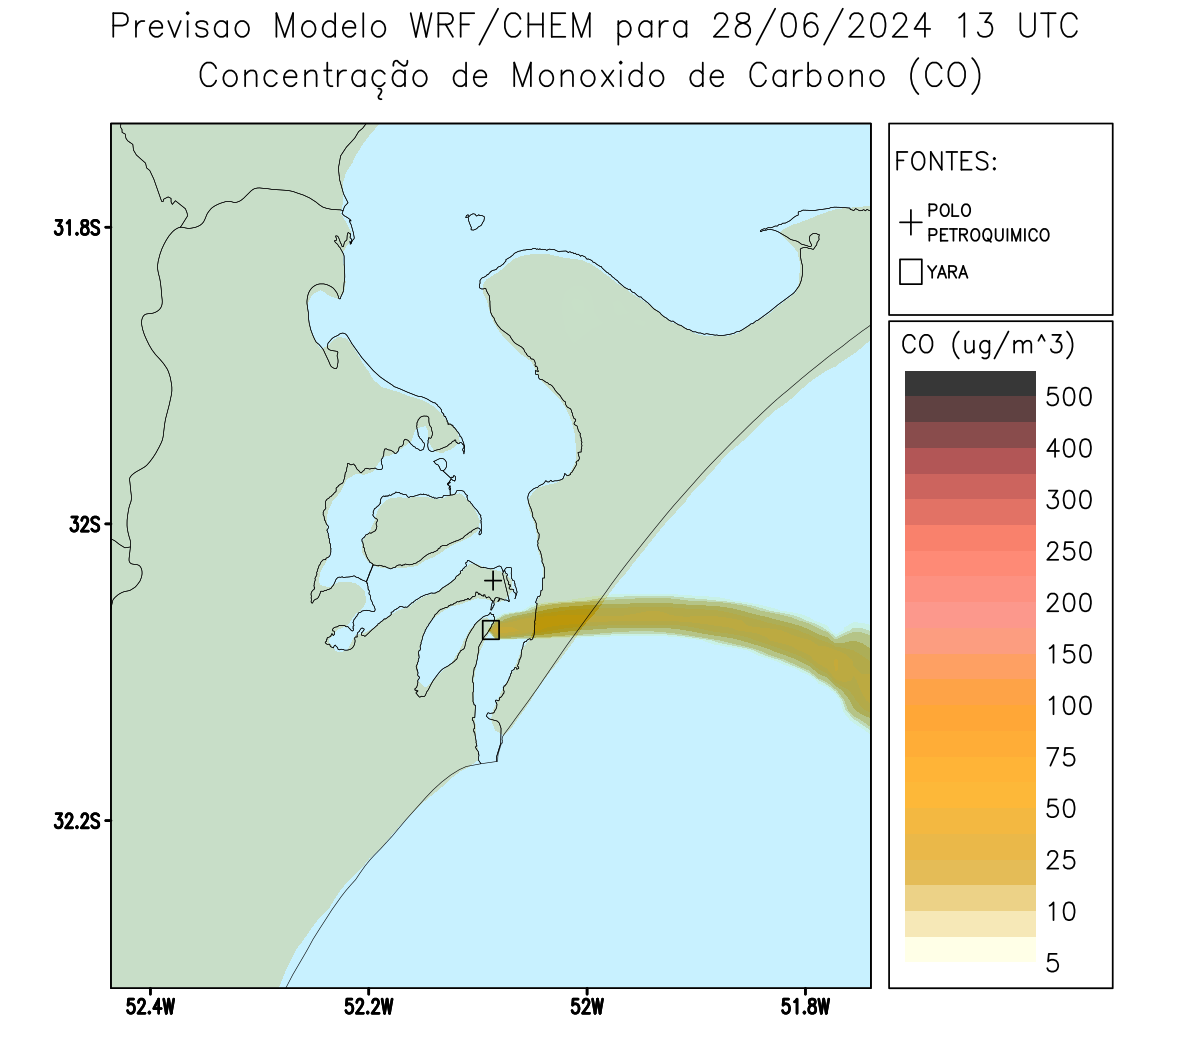 Previsao Modelo WRF/CHEM para 28/06/2024 13 UTC
Concentração de Monoxido de Carbono (CO)
FONTES:
POLO
PETROQUIMICO
YARA
CO (ug/m^3)
500
400
300
250
200
150
100
75
50
25
10
5
31.8S
32S
32.2S
52.4W
52.2W
52W
51.8W